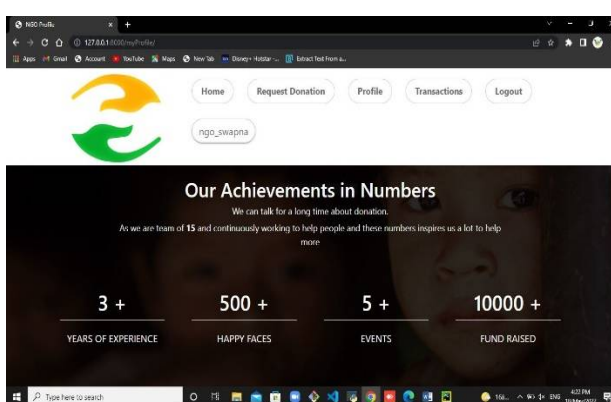 NGO Profile
127.0.0.1:8000/myProfile/
Apps Gmail Account YouTube Maps New Tab Disney+ Hotstar -... Extract Text From a...
Home Request Donation Profile Transactions Logout
ngo_swapna
Our Achievements in Numbers
We can talk for a long time about donation.
As we are team of 15 and continuously working to help people and these numbers inspires us a lot to help
more
3 + 500 + 5 + 10000 +
YEARS OF EXPERIENCE HAPPY FACES EVENTS FUND RAISED
Type here to search ENG 4:22 PM